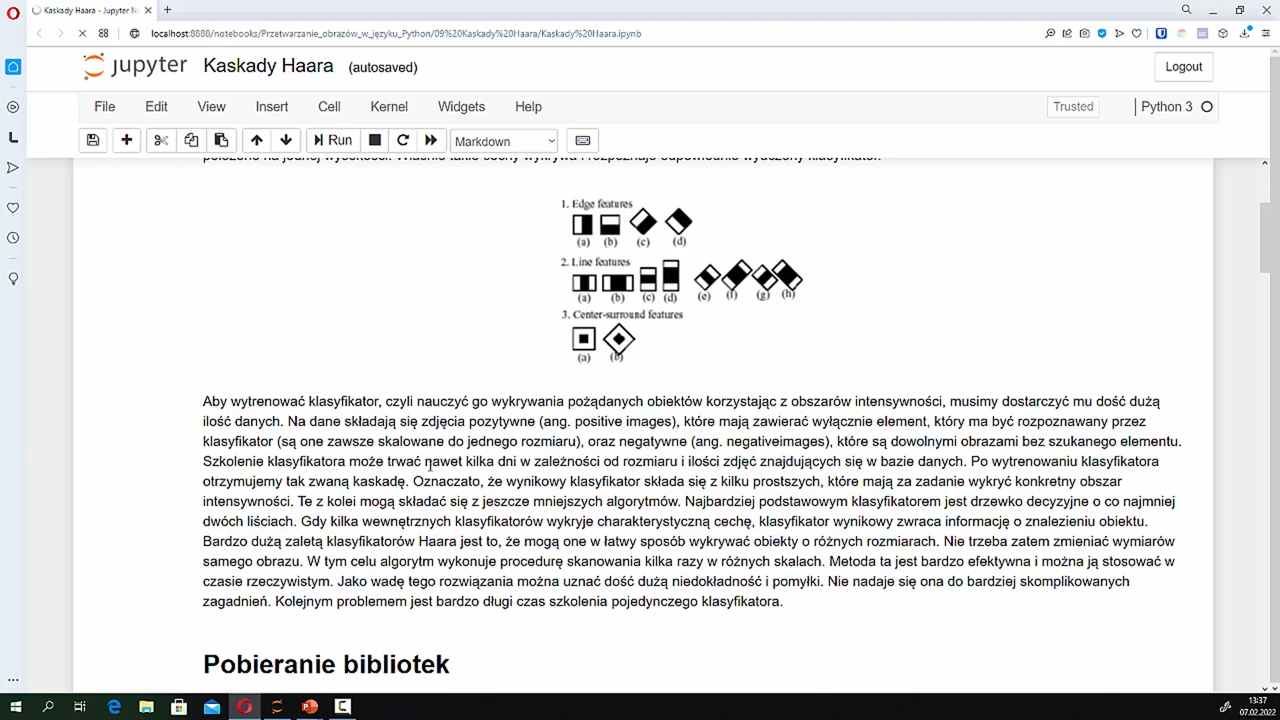 Kaskady Haara - Jupyter N
localhost:8888/notebooks/Przetwarzanie_obrazów_w_języku_Python/09%20Kaskady%20Haara/Kaskady%20Haara.ipynb
jupyter Kaskady Haara (autosaved)
Logout
File Edit View Insert Cell Kernel Widgets Help
Trusted
Python 3
Run
Markdown
położone na jednej wysokości. Właśnie takie cechy wykrywa i rozpoznaje odpowiednio wyuczony klasyfikator.
1. Edge features
(a) (b) (c) (d)
2. Line features
(a) (b) (c) (d) (e) (f) (g) (h)
3. Center-surround features
(a) (b)
Aby wytrenować klasyfikator, czyli nauczyć go wykrywania pożądanych obiektów korzystając z obszarów intensywności, musimy dostarczyć mu dość dużą
ilość danych. Na dane składają się zdjęcia pozytywne (ang. positive images), które mają zawierać wyłącznie element, który ma być rozpoznawany przez
klasyfikator (są one zawsze skalowane do jednego rozmiaru), oraz negatywne (ang. negativeimages), które są dowolnymi obrazami bez szukanego elementu.
Szkolenie klasyfikatora może trwać nawet kilka dni w zależności od rozmiaru i ilości zdjęć znajdujących się w bazie danych. Po wytrenowaniu klasyfikatora
otrzymujemy tak zwaną kaskadę. Oznaczato, że wynikowy klasyfikator składa się z kilku prostszych, które mają za zadanie wykryć konkretny obszar
intensywności. Te z kolei mogą składać się z jeszcze mniejszych algorytmów. Najbardziej podstawowym klasyfikatorem jest drzewko decyzyjne o co najmniej
dwóch liściach. Gdy kilka wewnętrznych klasyfikatorów wykryje charakterystyczną cechę, klasyfikator wynikowy zwraca informację o znalezieniu obiektu.
Bardzo dużą zaletą klasyfikatorów Haara jest to, że mogą one w łatwy sposób wykrywać obiekty o różnych rozmiarach. Nie trzeba zatem zmieniać wymiarów
samego obrazu. W tym celu algorytm wykonuje procedurę skanowania kilka razy w różnych skalach. Metoda ta jest bardzo efektywna i można ją stosować w
czasie rzeczywistym. Jako wadę tego rozwiązania można uznać dość dużą niedokładność i pomyłki. Nie nadaje się ona do bardziej skomplikowanych
zagadnień. Kolejnym problemem jest bardzo długi czas szkolenia pojedynczego klasyfikatora.
Pobieranie bibliotek
13:37
07.02.2022